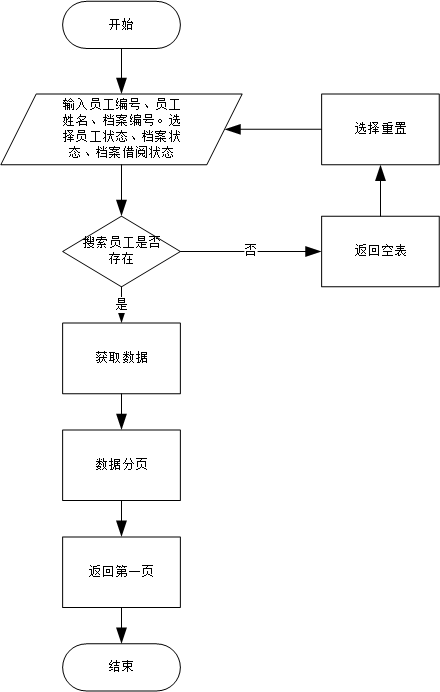 开始
输入员工编号、员工
姓名、档案编号。选
择员工状态、档案状
态、档案借阅状态
选择重置
搜索员工是否
存在
否
返回空表
是
获取数据
数据分页
返回第一页
结束